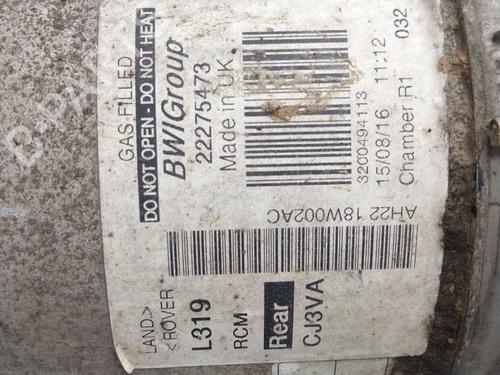 GAS FILLED
DO NOT OPEN - DO NOT HEAT
BWIGroup
22275473
Made in UK
3200494113
15/08/16 11:12
Chamber R1 032
AH22 18W002AC
LAND>
<ROVER
L319
RCM
Rear
CJ3VA